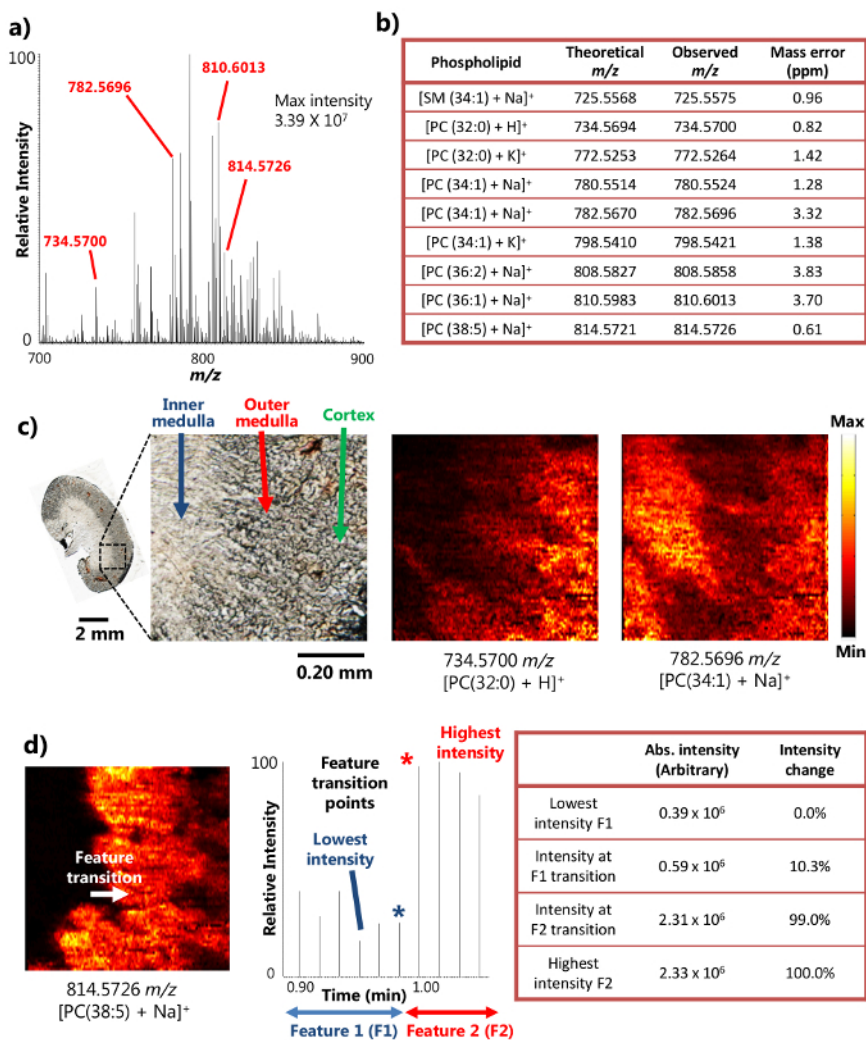 a)
100
782.5696
810.6013
Max intensity
3.39 X 10⁷
814.5726
734.5700
Relative Intensity
0
700
800
900
m/z
b)
Phospholipid Theoretical m/z Observed m/z Mass error (ppm)
[SM (34:1) + Na]⁺ 725.5568 725.5575 0.96
[PC (32:0) + H]⁺ 734.5694 734.5700 0.82
[PC (32:0) + K]⁺ 772.5253 772.5264 1.42
[PC (34:1) + Na]⁺ 780.5514 780.5524 1.28
[PC (34:1) + Na]⁺ 782.5670 782.5696 3.32
[PC (34:1) + K]⁺ 798.5410 798.5421 1.38
[PC (36:2) + Na]⁺ 808.5827 808.5858 3.83
[PC (36:1) + Na]⁺ 810.5983 810.6013 3.70
[PC (38:5) + Na]⁺ 814.5721 814.5726 0.61
c)
Inner
medulla
Outer
medulla
Cortex
2 mm
0.20 mm
734.5700 m/z
[PC(32:0) + H]⁺
782.5696 m/z
[PC(34:1) + Na]⁺
Max
Min
d)
Feature
transition
814.5726 m/z
[PC(38:5) + Na]⁺
100
Relative Intensity
0
Feature
transition
points
* Highest
intensity
Lowest
intensity
*
0.90
1.00
Time (min)
Feature 1 (F1)
Feature 2 (F2)
Abs. intensity (Arbitrary) Intensity change
Lowest intensity F1 0.39 x 10⁶ 0.0%
Intensity at F1 transition 0.59 x 10⁶ 10.3%
Intensity at F2 transition 2.31 x 10⁶ 99.0%
Highest intensity F2 2.33 x 10⁶ 100.0%